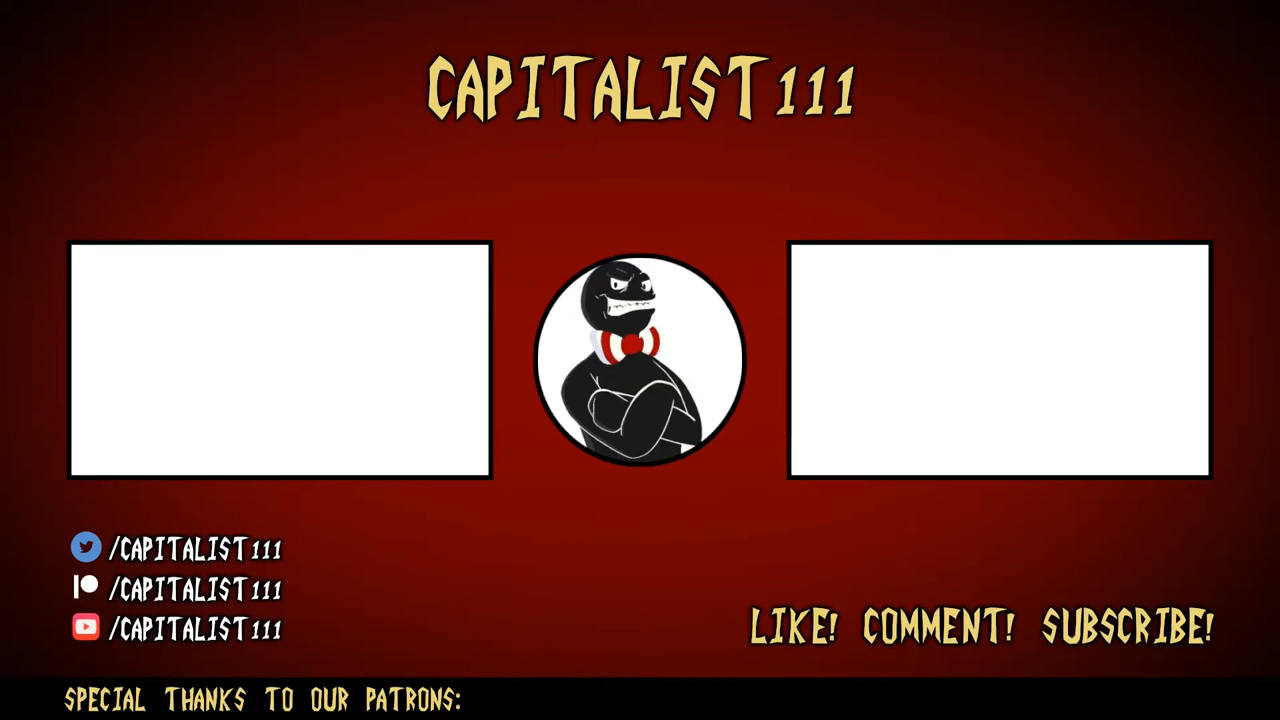 CAPITALIST111
/CAPITALIST111
/CAPITALIST111
/CAPITALIST111
LIKE! COMMENT! SUBSCRIBE!
SPECIAL THANKS TO OUR PATRONS: